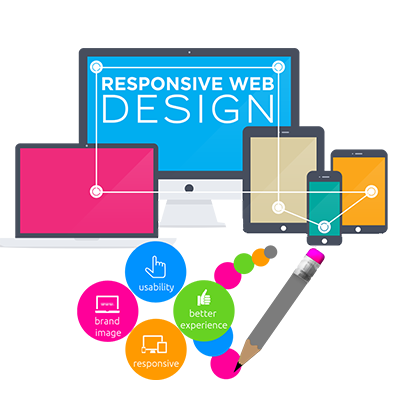 RESPONSIVE WEB
DESIGN
usability
brand
image
better
experience
responsive